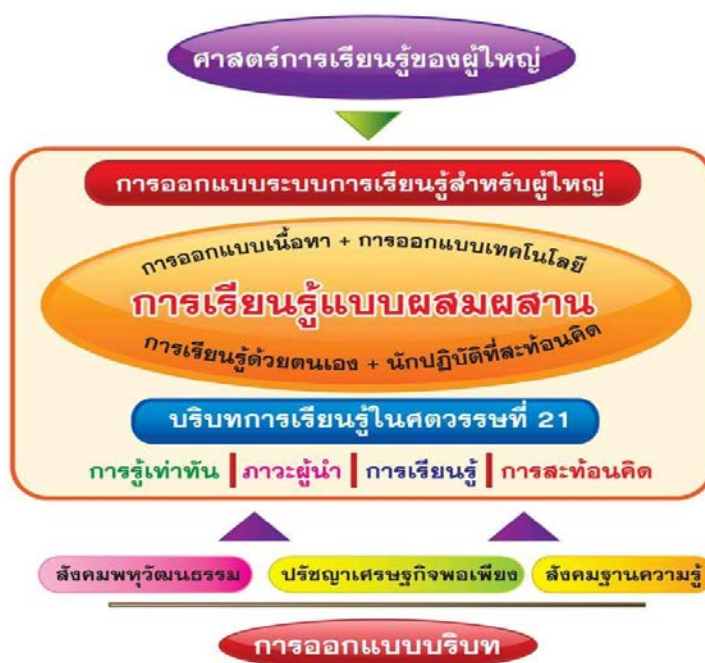 ศาสตร์การเรียนรู้ของผู้ใหญ่
การออกแบบระบบการเรียนรู้สำหรับผู้ใหญ่
การออกแบบเนื้อหา + การออกแบบเทคโนโลยี
การเรียนรู้แบบผสมผสาน
การเรียนรู้ด้วยตนเอง + นักปฏิบัติที่สะท้อนคิด
บริบทการเรียนรู้ในศตวรรษที่ 21
การรู้เท่าทัน | ภาวะผู้นำ | การเรียนรู้ | การสะท้อนคิด
สังคมพหุวัฒนธรรม ปรัชญาเศรษฐกิจพอเพียง สังคมฐานความรู้
การออกแบบบริบท